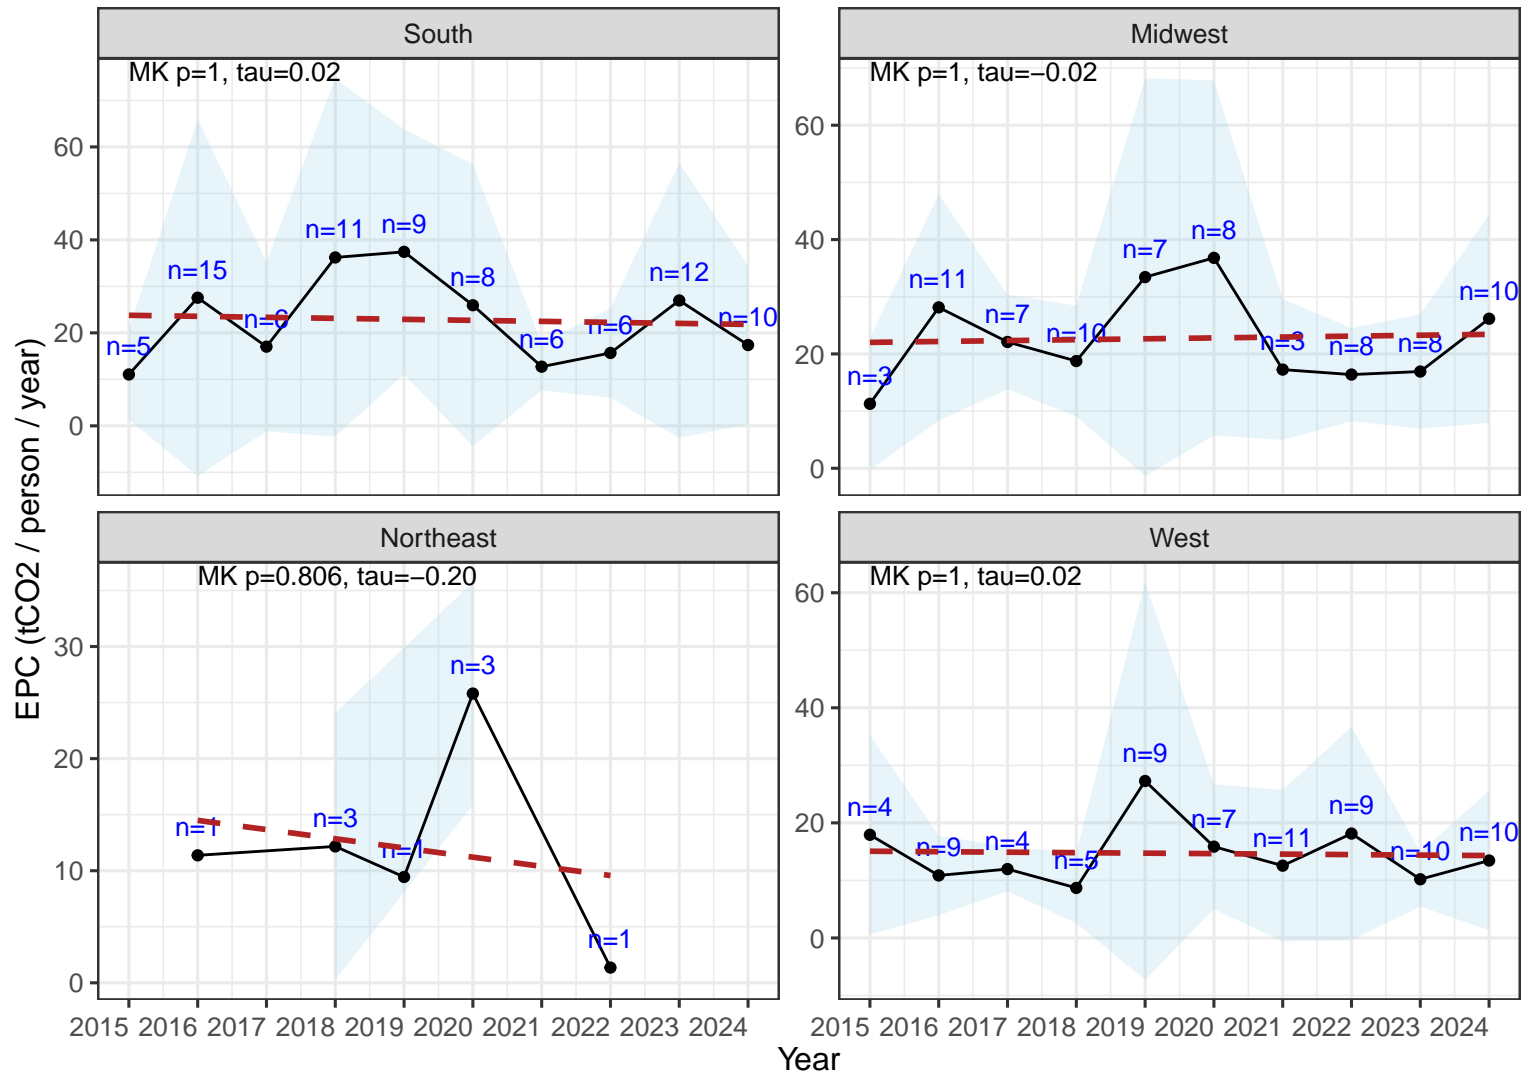 South
MK p=1, tau=0.02
60
40
20
0
n=5
n=15
n=6
n=11
n=9
n=8
n=6
n=6
n=12
n=10
Midwest
MK p=1, tau=−0.02
60
40
20
0
n=3
n=11
n=7
n=10
n=7
n=8
n=3
n=8
n=8
n=10
EPC (tCO2 / person / year)
Northeast
MK p=0.806, tau=−0.20
30
20
10
0
n=1
n=3
n=1
n=3
n=1
2015 2016 2017 2018 2019 2020 2021 2022 2023 2024
West
MK p=1, tau=0.02
60
40
20
0
n=4
n=9
n=4
n=5
n=9
n=7
n=11
n=9
n=10
n=10
2015 2016 2017 2018 2019 2020 2021 2022 2023 2024
Year